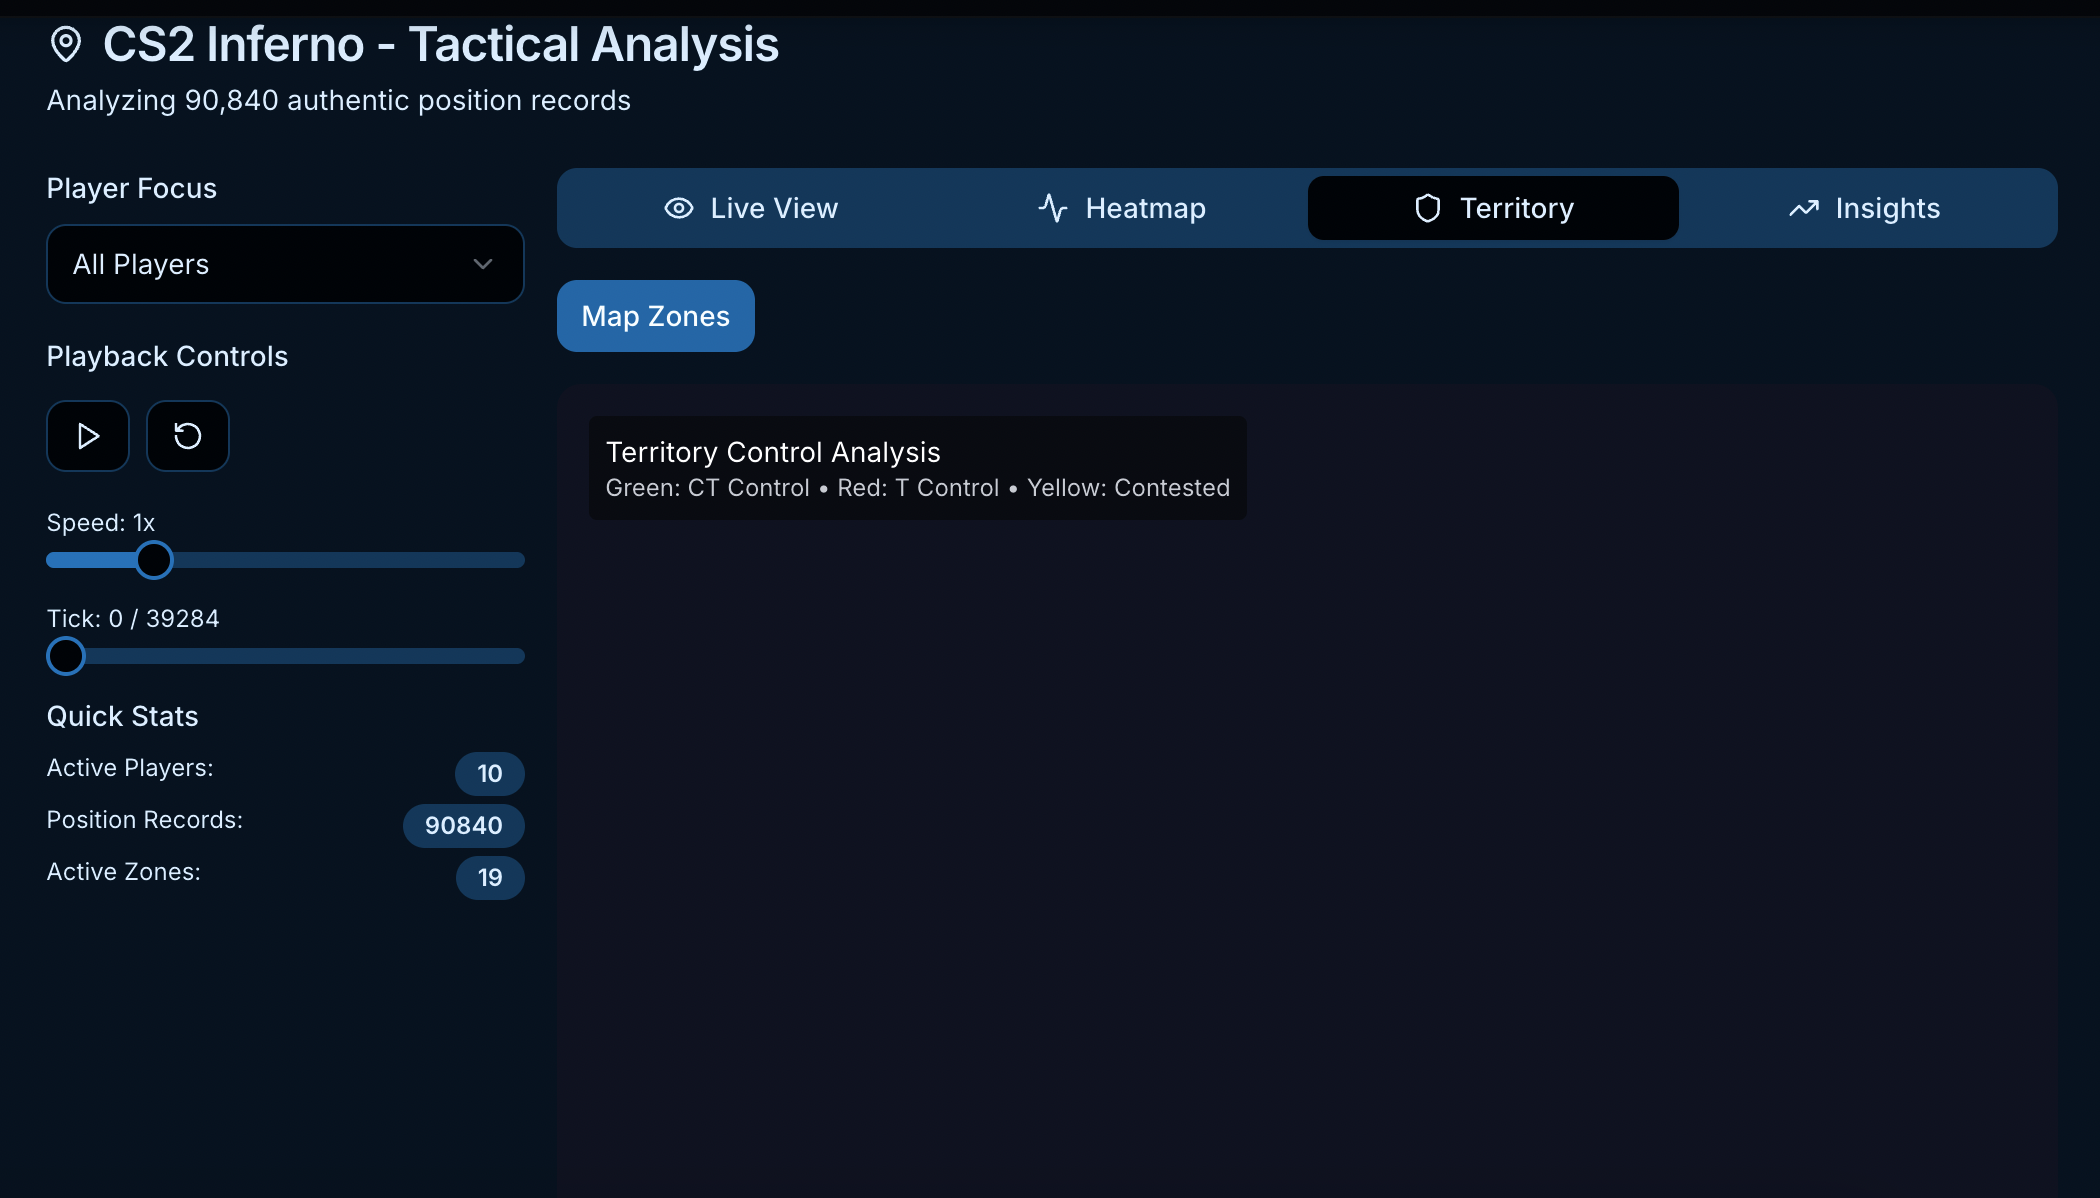 CS2 Inferno - Tactical Analysis
Analyzing 90,840 authentic position records
Player Focus
All Players
Playback Controls
Speed: 1x
Tick: 0 / 39284
Quick Stats
Active Players: 10
Position Records: 90840
Active Zones: 19
Live View Heatmap Territory Insights
Map Zones
Territory Control Analysis
Green: CT Control • Red: T Control • Yellow: Contested